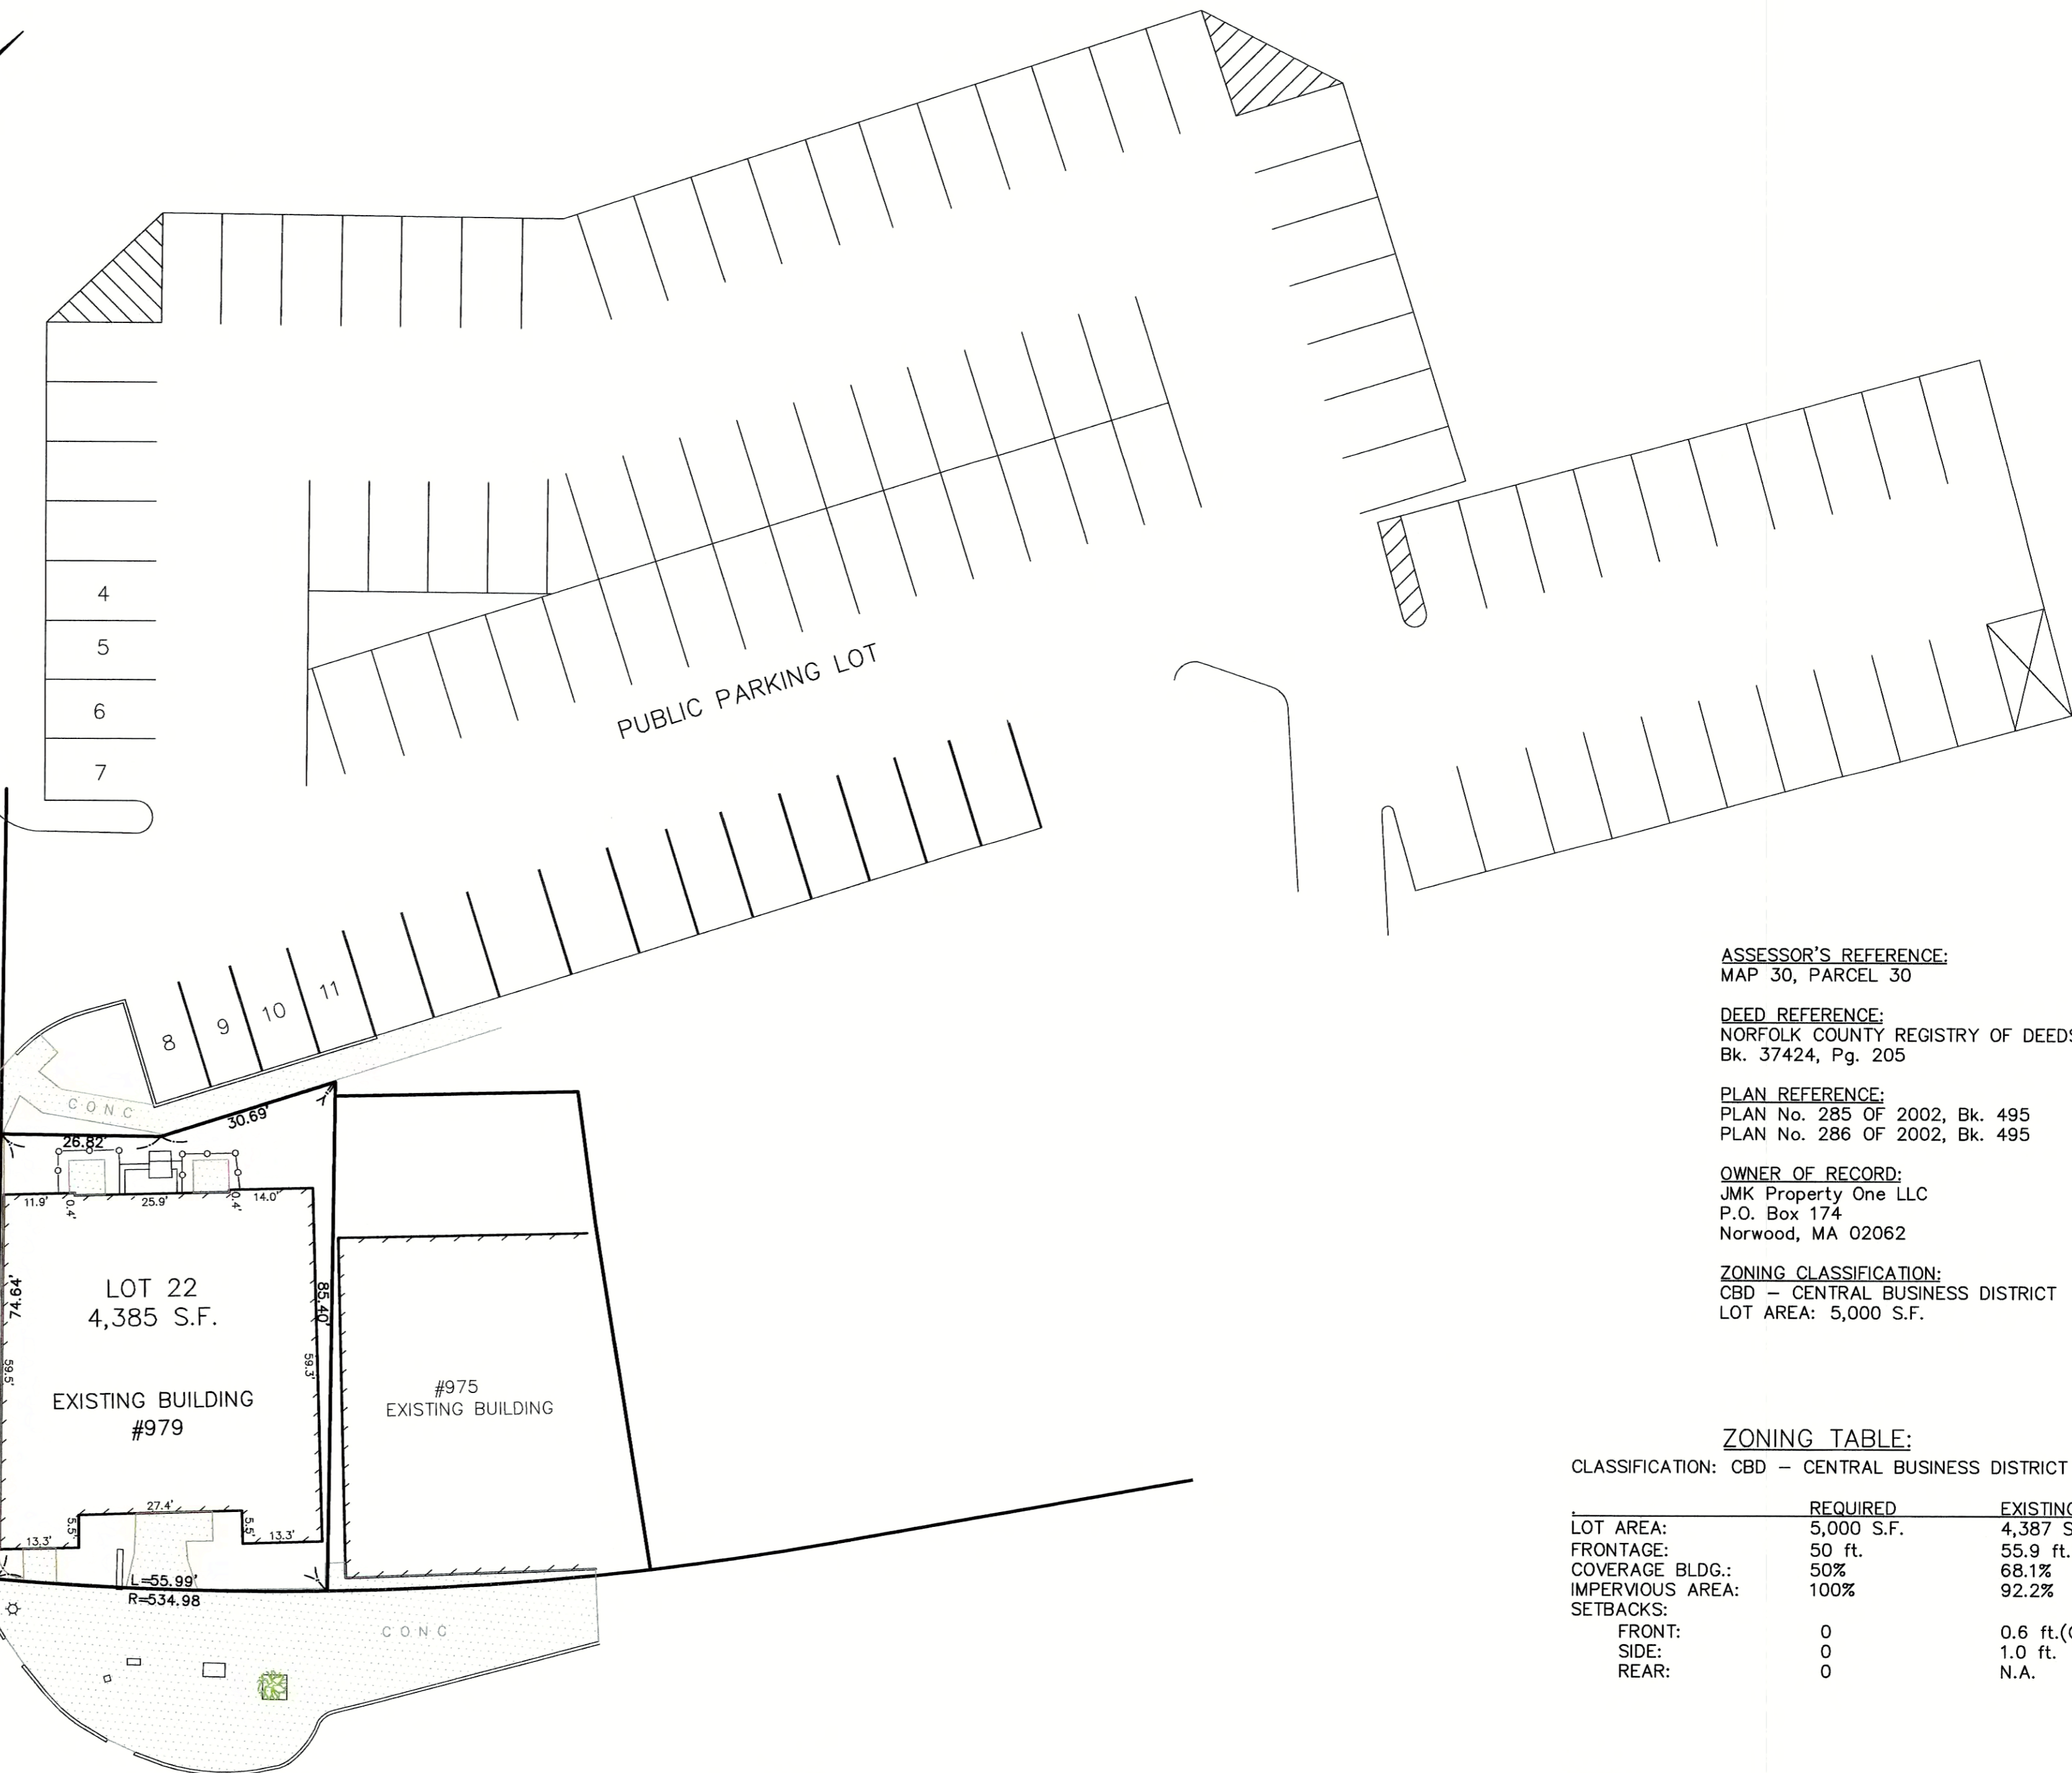 4
5
6
7
PUBLIC PARKING LOT
8
9
10
11
CONC
26.82'
30.69'
11.9'
0.4'
25.9'
0.4'
14.0'
74.64'
59.5'
LOT 22
4,385 S.F.
85.40'
59.3'
EXISTING BUILDING
#979
#975
EXISTING BUILDING
13.3'
5.5'
27.4'
5.5'
13.3'
L=55.99'
R=534.98
CONC
ASSESSOR'S REFERENCE:
MAP 30, PARCEL 30
DEED REFERENCE:
NORFOLK COUNTY REGISTRY OF DEEDS
Bk. 37424, Pg. 205
PLAN REFERENCE:
PLAN No. 285 OF 2002, Bk. 495
PLAN No. 286 OF 2002, Bk. 495
OWNER OF RECORD:
JMK Property One LLC
P.O. Box 174
Norwood, MA 02062
ZONING CLASSIFICATION:
CBD – CENTRAL BUSINESS DISTRICT
LOT AREA: 5,000 S.F.
ZONING TABLE:
CLASSIFICATION: CBD – CENTRAL BUSINESS DISTRICT
REQUIRED EXISTING
LOT AREA: 5,000 S.F. 4,387 S
FRONTAGE: 50 ft. 55.9 ft.
COVERAGE BLDG.: 50% 68.1%
IMPERVIOUS AREA: 100% 92.2%
SETBACKS:
FRONT: 0 0.6 ft.(
SIDE: 0 1.0 ft.
REAR: 0 N.A.